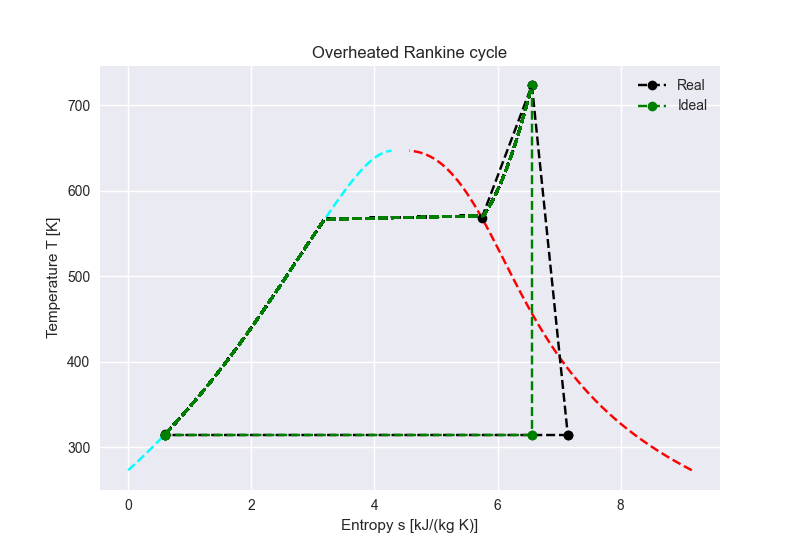 Overheated Rankine cycle
Real
Ideal
700
600
500
400
300
Temperature T [K]
0 2 4 6 8
Entropy s [kJ/(kg K)]